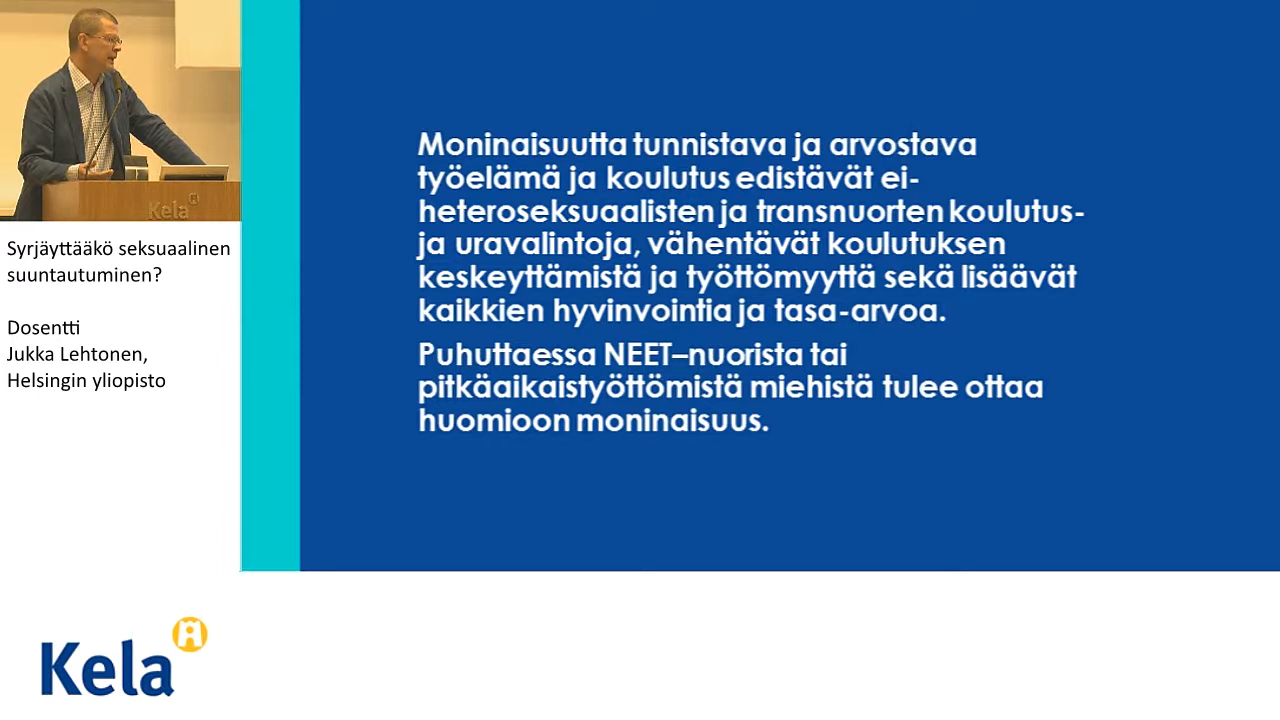 Kela
Syrjäyttääkö seksuaalinen
suuntautuminen?
Dosentti
Jukka Lehtonen,
Helsingin yliopisto
Moninaisuutta tunnistava ja arvostava
työelämä ja koulutus edistävät ei-
heteroseksuaalisten ja transnuorten koulutus-
ja uravalintoja, vähentävät koulutuksen
keskeyttämistä ja työttömyyttä sekä lisäävät
kaikkien hyvinvointia ja tasa-arvoa.
Puhuttaessa NEET–nuorista tai
pitkäaikaistyöttömistä miehistä tulee ottaa
huomioon moninaisuus.
Kela